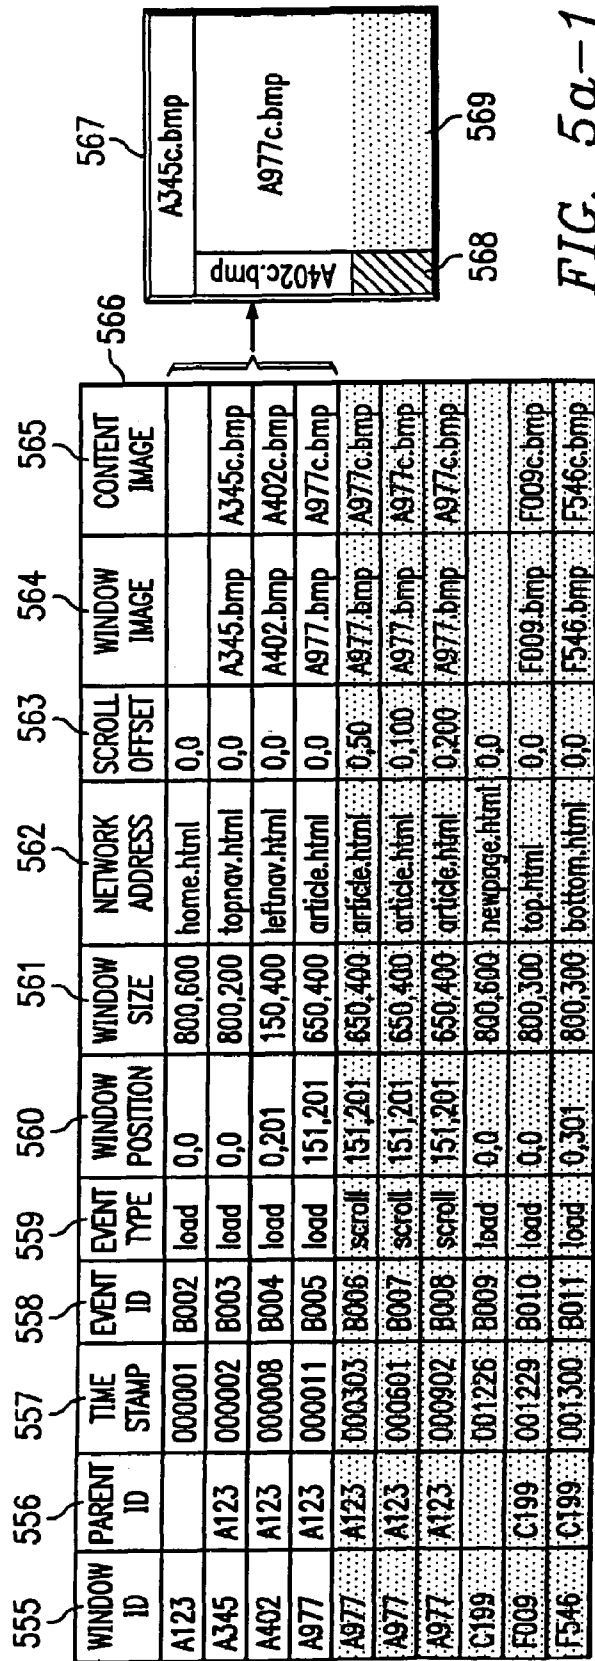 555 556 557 558 559 560 561 562 563 564 565 566
WINDOW ID PARENT ID TIME STAMP EVENT ID EVENT TYPE WINDOW POSITION WINDOW SIZE NETWORK ADDRESS SCROLL OFFSET WINDOW IMAGE CONTENT IMAGE
A123 000001 B002 load 0,0 800,600 home.html 0,0
A345 A123 000002 B003 load 0,0 800,200 topnav.html 0,0 A345.bmp A345c.bmp
A402 A123 000008 B004 load 0,201 150,400 leftnav.html 0,0 A402.bmp A402c.bmp
A977 A123 000011 B005 load 151,201 650,400 article.html 0,0 A977.bmp A977c.bmp
A977 A123 000303 B006 scroll 151,201 650,400 article.html 0,50 A977.bmp A977c.bmp
A977 A123 000601 B007 scroll 151,201 650,400 article.html 0,100 A977.bmp A977c.bmp
A977 A123 000902 B008 scroll 151,201 650,400 article.html 0,200 A977.bmp A977c.bmp
C199 001226 B009 load 0,0 800,600 newpage.html 0,0
F009 C199 001229 B010 load 0,0 800,300 top.html 0,0 F009.bmp F009c.bmp
F546 C199 001300 B011 load 0,301 800,300 bottom.html 0,0 F546.bmp F546c.bmp
567
A345c.bmp
A402c.bmp
A977c.bmp
568
569
FIG. 5a-1